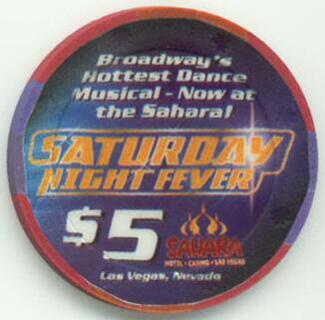 Broadway's
Hottest Dance
Musical - Now at
the Sahara!
SATURDAY
NIGHT FEVER
$5
SAHARA
HOTEL • CASINO • LAS VEGAS
Las Vegas, Nevada